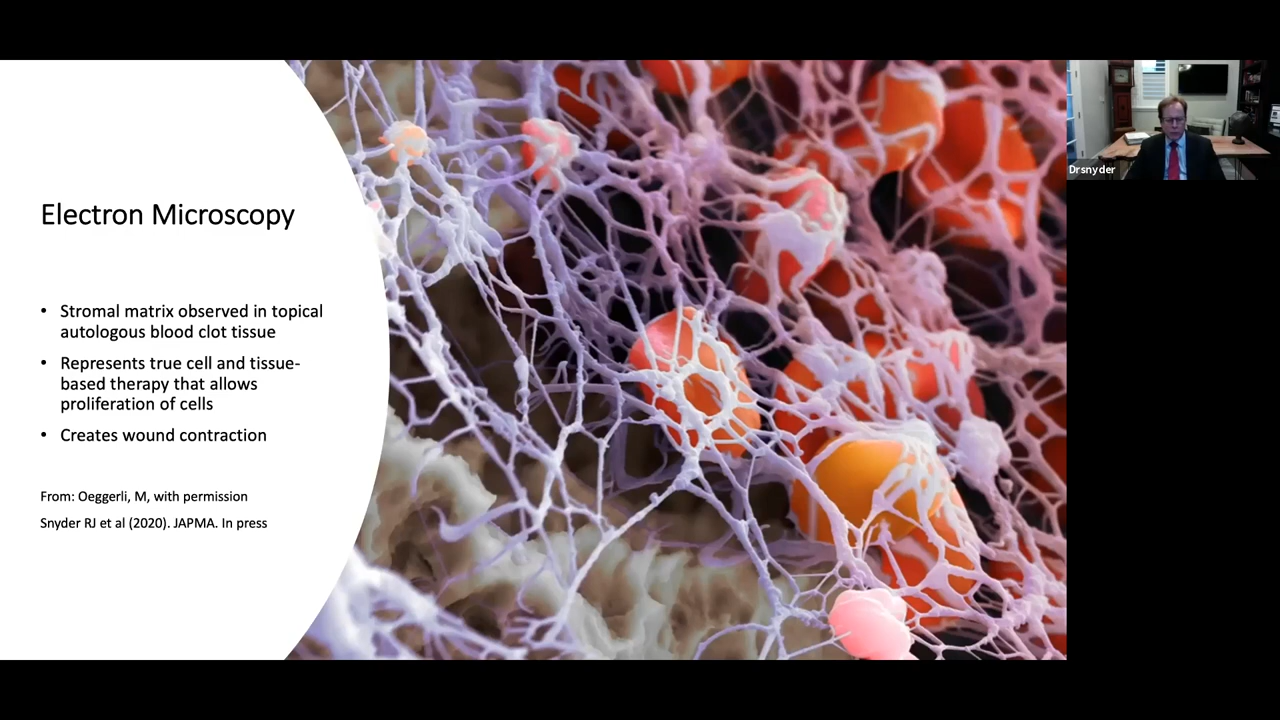 Electron Microscopy
• Stromal matrix observed in topical
autologous blood clot tissue
• Represents true cell and tissue-
based therapy that allows
proliferation of cells
• Creates wound contraction
From: Oeggerli, M, with permission
Snyder RJ et al (2020). JAPMA. In press
Drsnyder